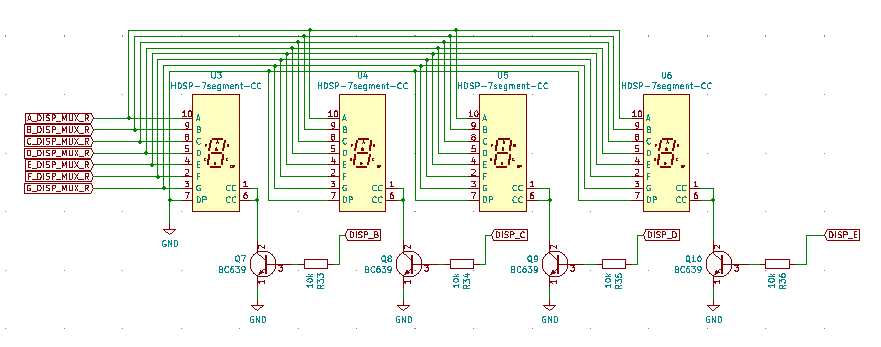 U3
HDSP-7segment-CC
U4
HDSP-7segment-CC
U5
HDSP-7segment-CC
U6
HDSP-7segment-CC
A_DISP_MUX_R
B_DISP_MUX_R
C_DISP_MUX_R
D_DISP_MUX_R
E_DISP_MUX_R
F_DISP_MUX_R
G_DISP_MUX_R
10 A
9 B
8 C
5 D
4 E
2 F
3 G CC 1
7 DP CC 6
10 A
9 B
8 C
5 D
4 E
2 F
3 G CC 1
7 DP CC 6
10 A
9 B
8 C
5 D
4 E
2 F
3 G CC 1
7 DP CC 6
10 A
9 B
8 C
5 D
4 E
2 F
3 G CC 1
7 DP CC 6
GND
DISP_B
DISP_C
DISP_D
DISP_E
Q7
BC639
2
3
1
10k
R33
GND
Q8
BC639
2
3
1
10k
R34
GND
Q9
BC639
2
3
1
10k
R35
GND
Q10
BC639
2
3
1
10k
R36
GND